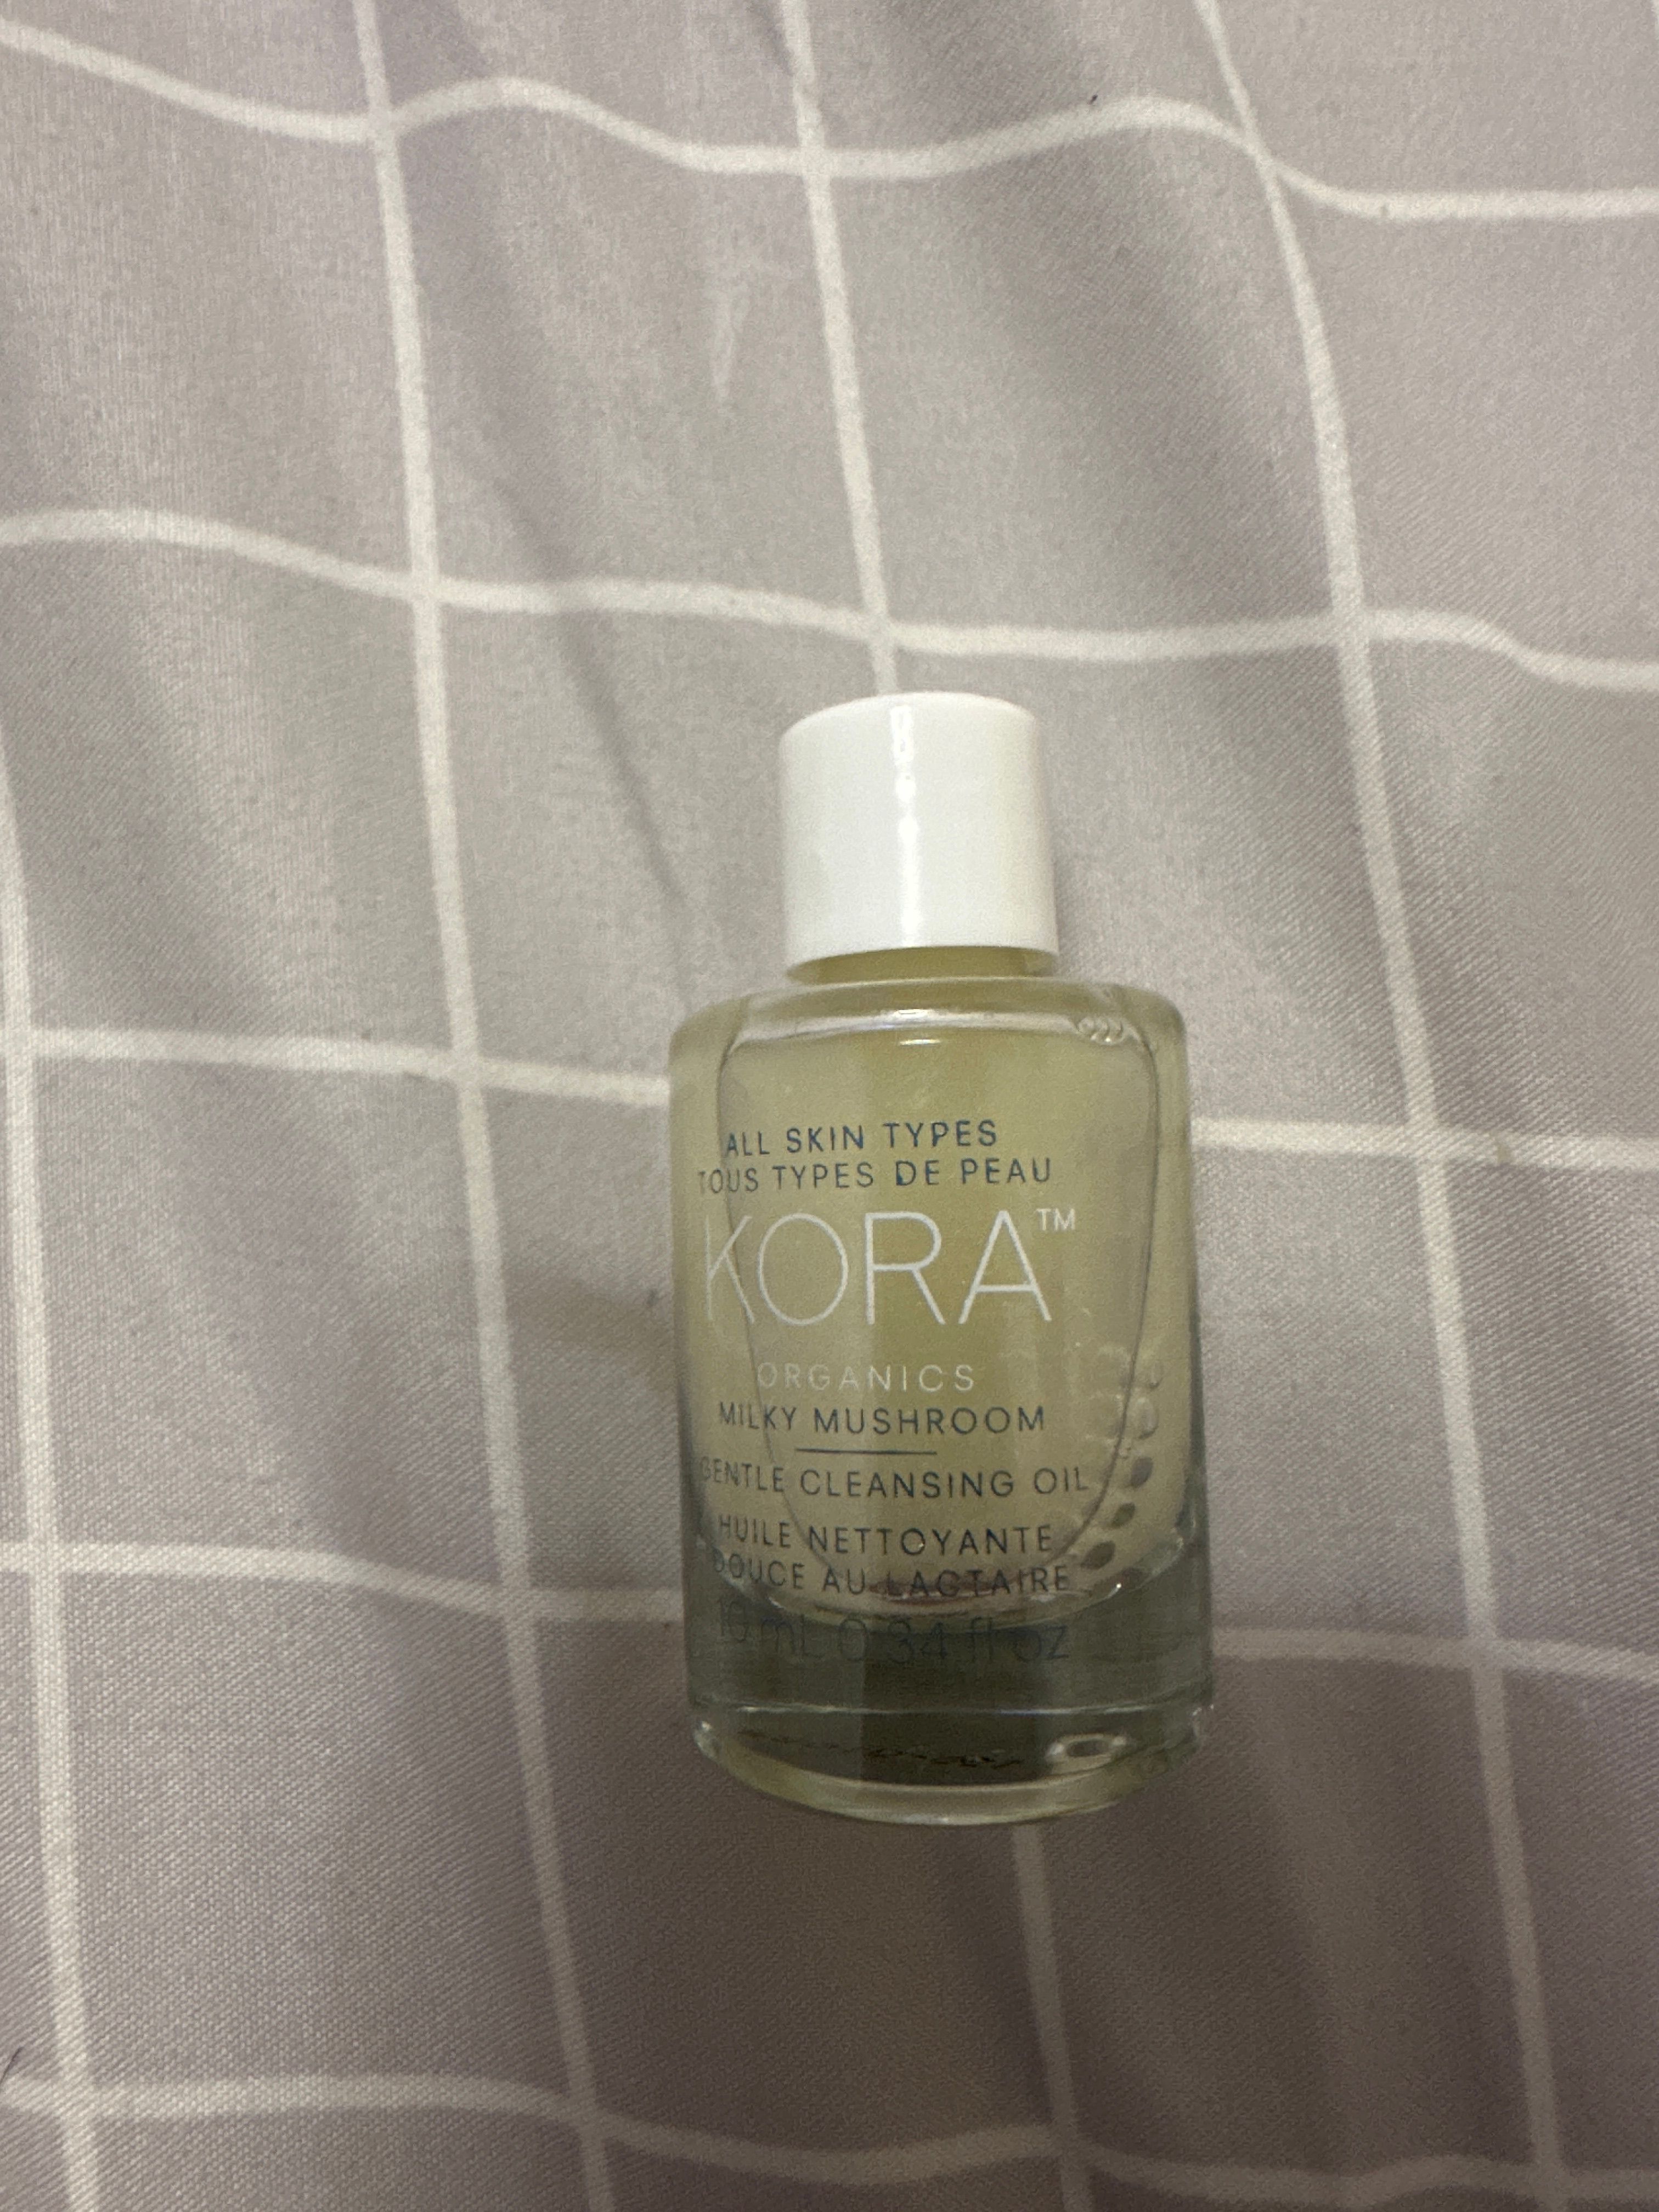 ALL SKIN TYPES
TOUS TYPES DE PEAU
KORA™
ORGANICS
MILKY MUSHROOM
GENTLE CLEANSING OIL
HUILE NETTOYANTE
DOUCE AU LACTAIRE
10 mL 0.34 fl oz